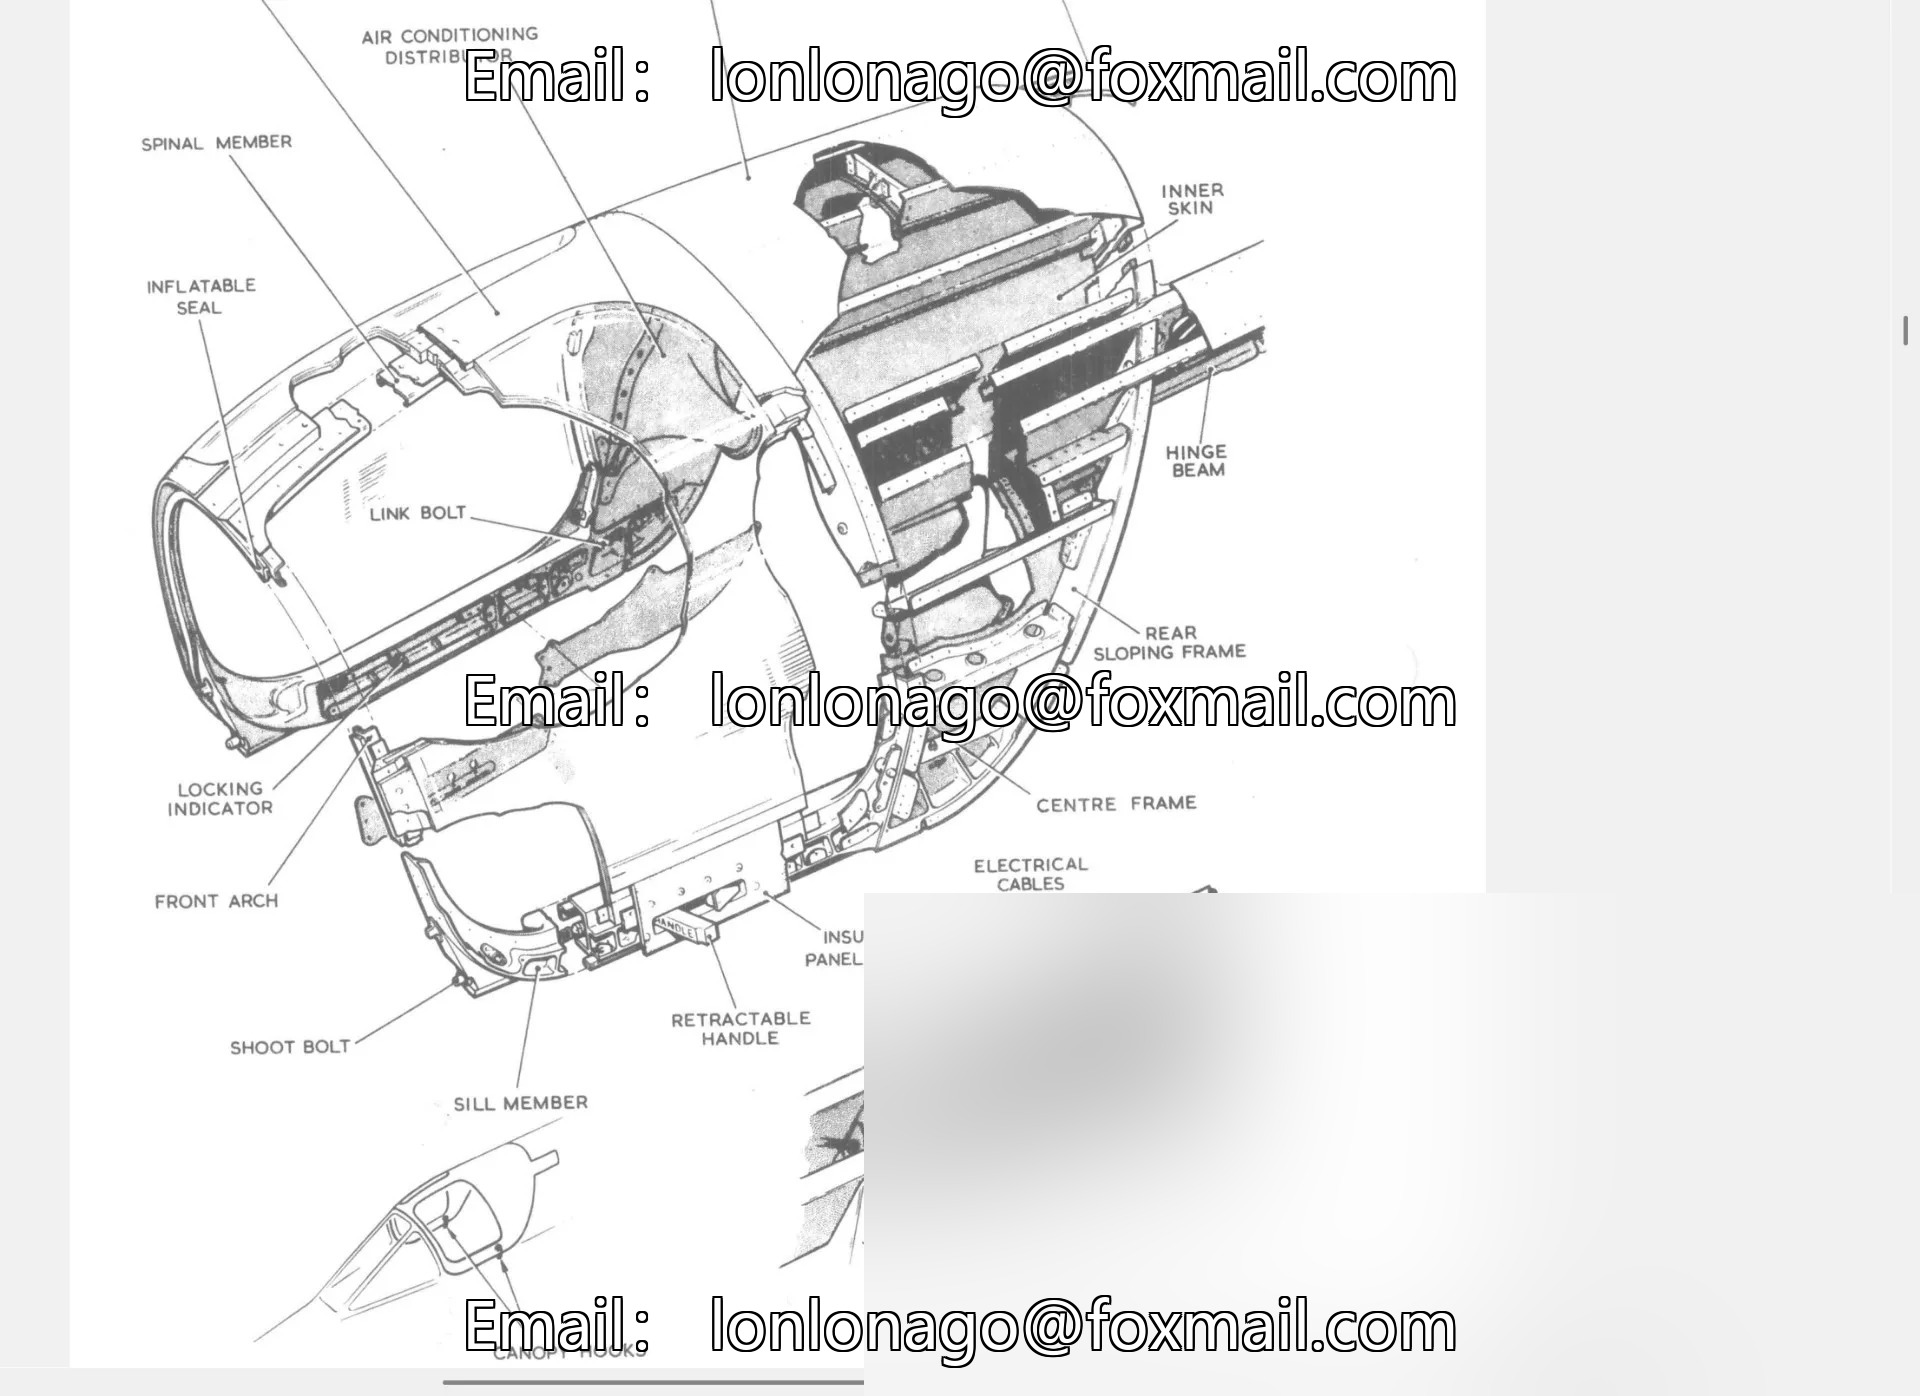 AIR CONDITIONING
DISTRIBUTOR
Email: lonlonago@foxmail.com
SPINAL MEMBER
INNER
SKIN
INFLATABLE
SEAL
HINGE
BEAM
LINK BOLT
REAR
SLOPING FRAME
Email: lonlonago@foxmail.com
LOCKING
INDICATOR
CENTRE FRAME
ELECTRICAL
CABLES
FRONT ARCH
HANDLE
INSU
PANEL
RETRACTABLE
HANDLE
SHOOT BOLT
SILL MEMBER
Email: lonlonago@foxmail.com
CANOPY HOOKS